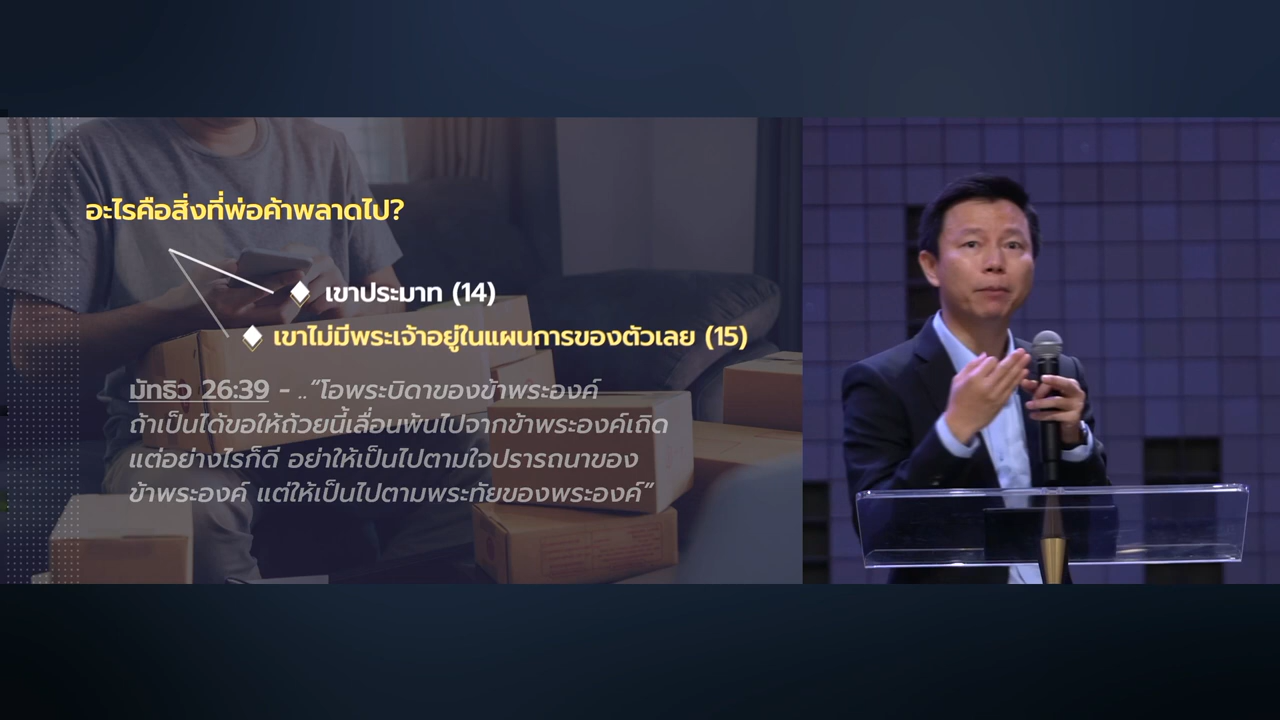 อะไรคือสิ่งที่พ่อค้าพลาดไป?
เขาประมาท (14)
เขาไม่มีพระเจ้าอยู่ในแผนการของตัวเลย (15)
มัทธิว 26:39 - .. “โอพระบิดาของข้าพระองค์
ถ้าเป็นได้ขอให้ถ้วยนี้เลื่อนพ้นไปจากข้าพระองค์เถิด
แต่อย่างไรก็ดี อย่าให้เป็นไปตามใจปรารถนาของ
ข้าพระองค์ แต่ให้เป็นไปตามพระทัยของพระองค์”